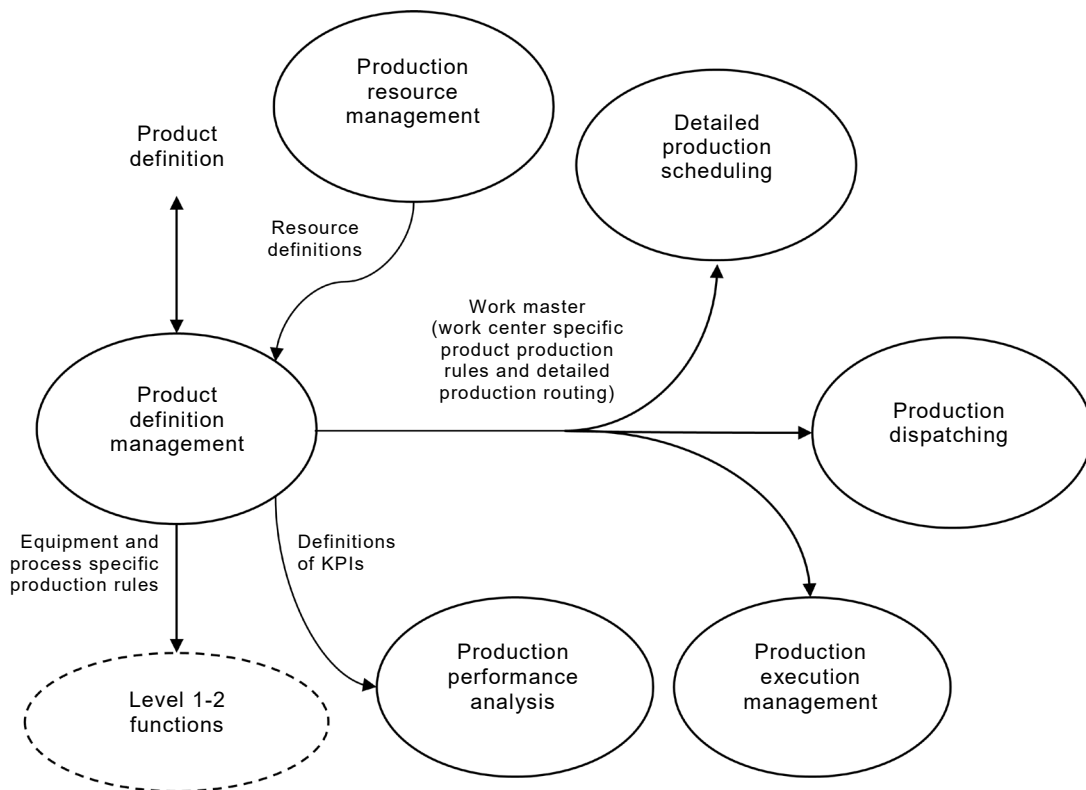 Production
resource
management
Detailed
production
scheduling
Product
definition
Resource
definitions
Work master
(work center specific
product production
rules and detailed
production routing)
Product
definition
management
Production
dispatching
Equipment and
process specific
production rules
Definitions
of KPIs
Level 1-2
functions
Production
performance
analysis
Production
execution
management